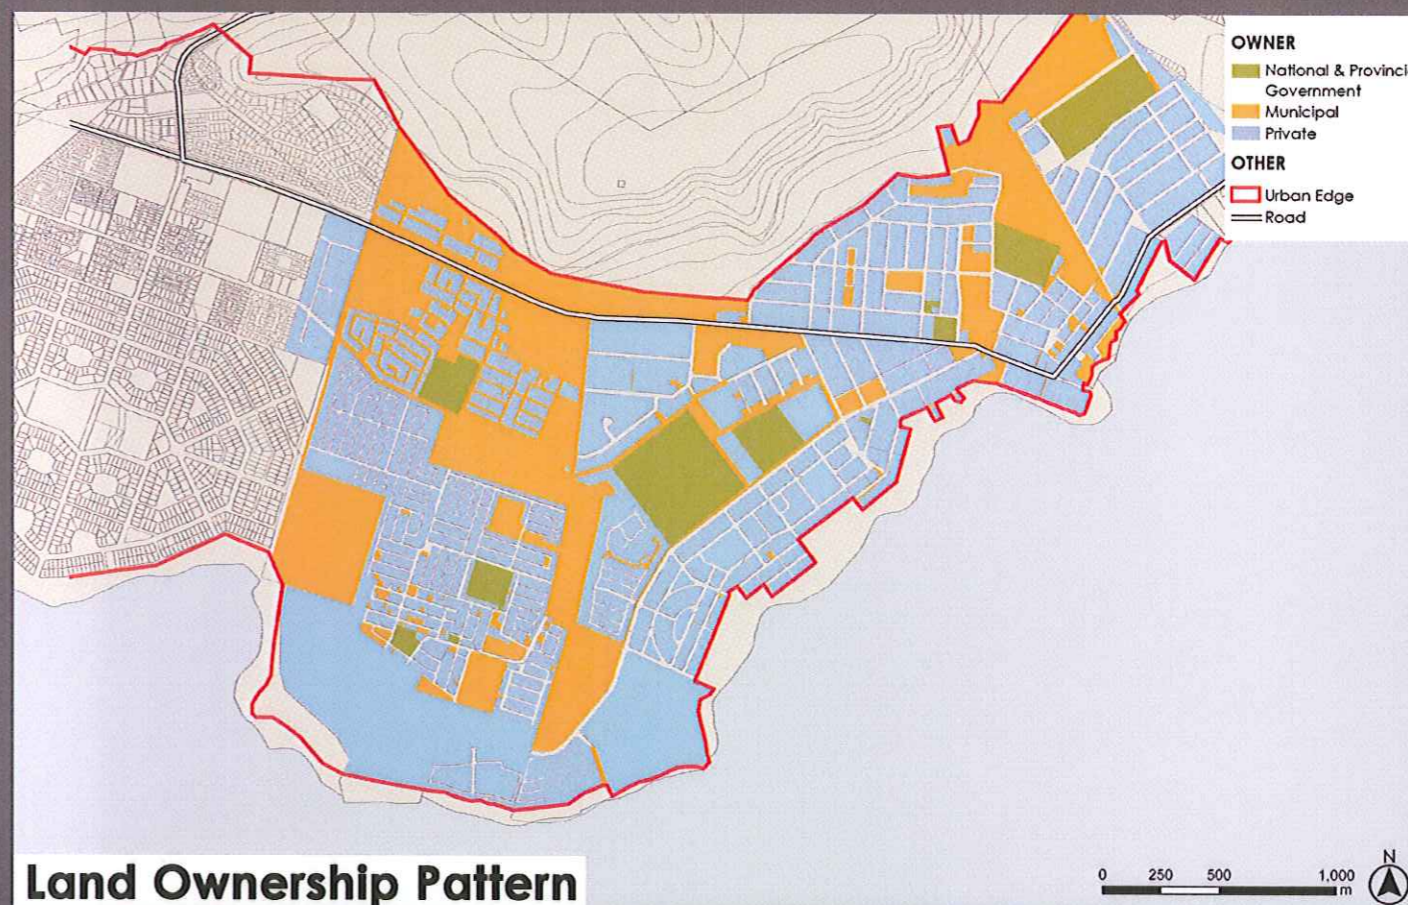 OWNER
National & Provinci
Government
Municipal
Private
OTHER
Urban Edge
Road
Land Ownership Pattern
0 250 500 1,000
m
N